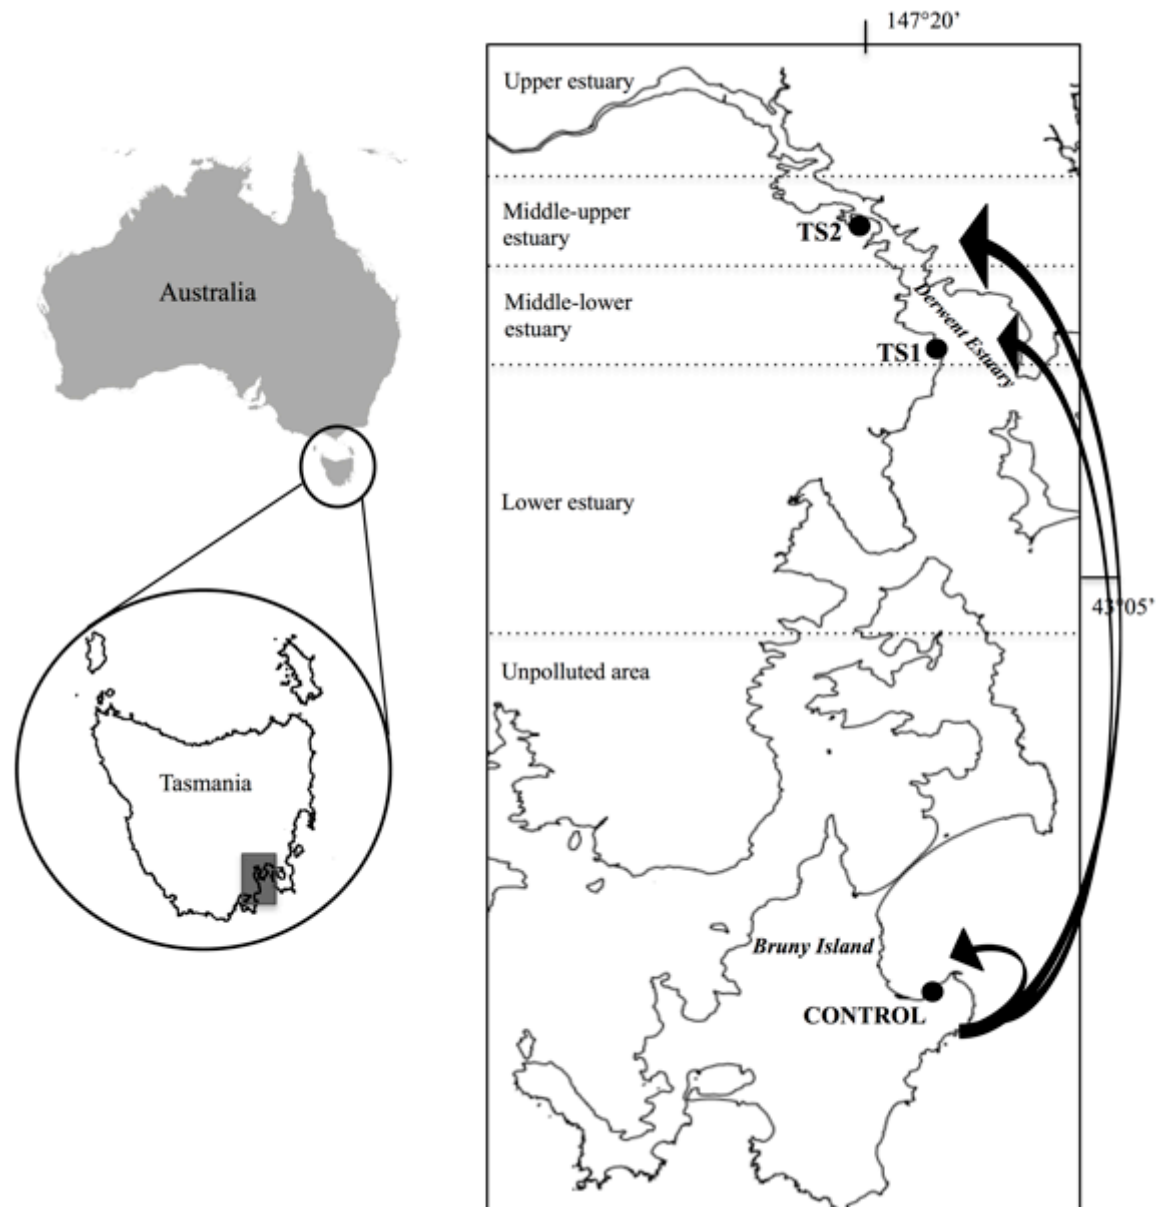 147°20’
Upper estuary
Middle-upper
estuary
TS2
Australia
Middle-lower
estuary
Derwent Estuary
TS1
Lower estuary
43°05’
Unpolluted area
Tasmania
Bruny Island
CONTROL